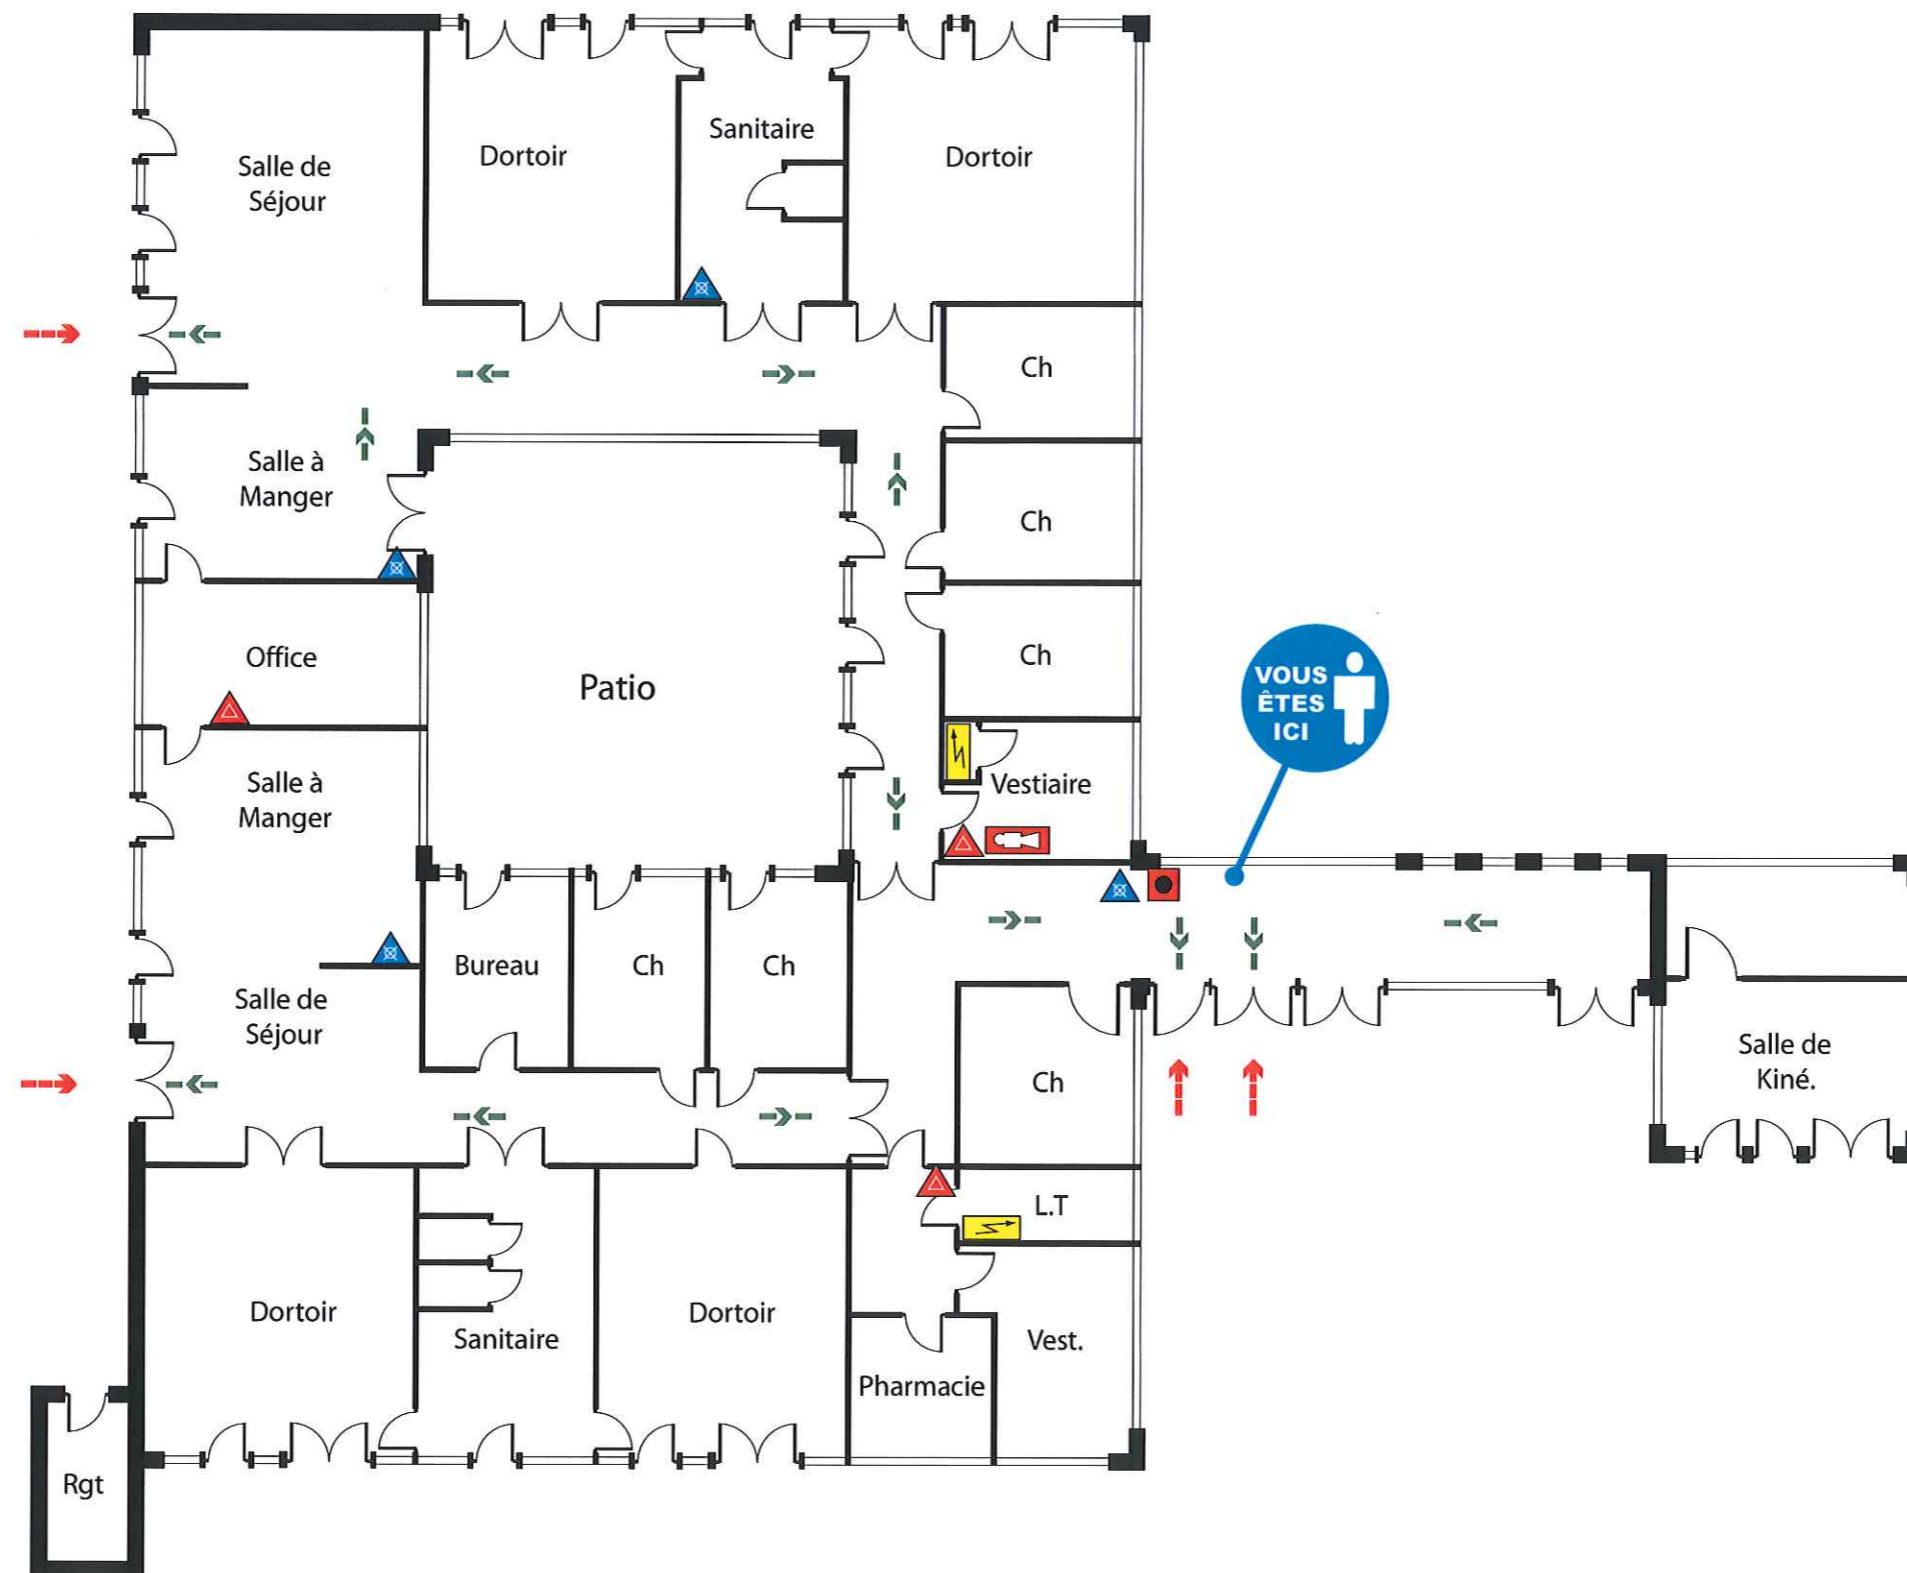 Salle de
Séjour
Dortoir
Sanitaire
Dortoir
Ch
Salle à
Manger
Ch
Office
Patio
Ch
VOUS
ÊTES
ICI
Salle à
Manger
Vestiaire
Bureau
Ch
Ch
Salle de
Séjour
Ch
Salle de
Kiné.
L.T
Dortoir
Sanitaire
Dortoir
Vest.
Pharmacie
Rgt